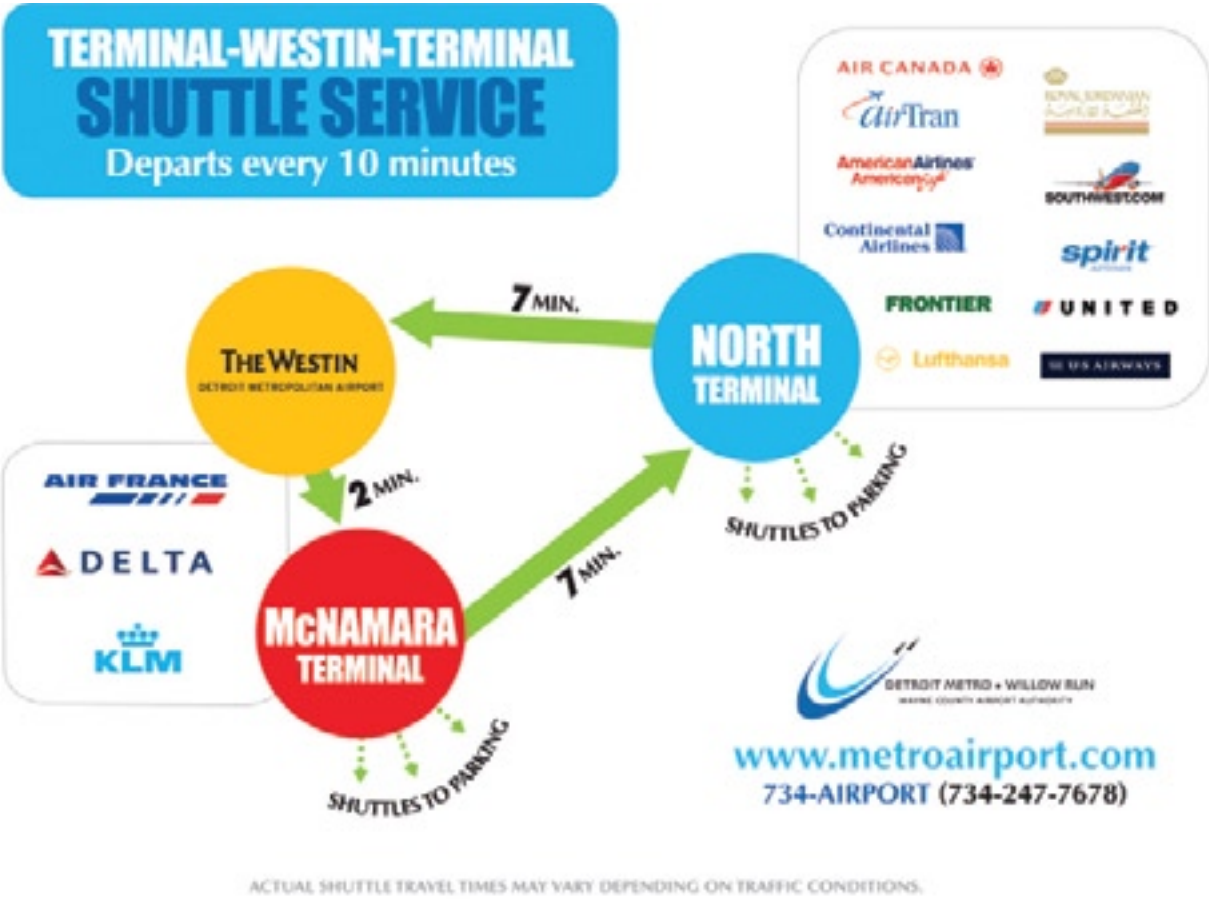 TERMINAL-WESTIN-TERMINAL
SHUTTLE SERVICE
Departs every 10 minutes
AIR CANADA
airTran
AmericanAirlines
American
Continental
Airlines
FRONTIER
Lufthansa
ROYAL JORDANIAN
SOUTHWEST.COM
spirit
UNITED
US AIRWAYS
7 MIN.
THE WESTIN
DETROIT METROPOLITAN AIRPORT
NORTH
TERMINAL
SHUTTLES TO PARKING
2 MIN.
AIR FRANCE
DELTA
KLM
McNAMARA
TERMINAL
7 MIN.
SHUTTLES TO PARKING
DETROIT METRO • WILLOW RUN
WAYNE COUNTY AIRPORT AUTHORITY
www.metroairport.com
734-AIRPORT (734-247-7678)
ACTUAL SHUTTLE TRAVEL TIMES MAY VARY DEPENDING ON TRAFFIC CONDITIONS.